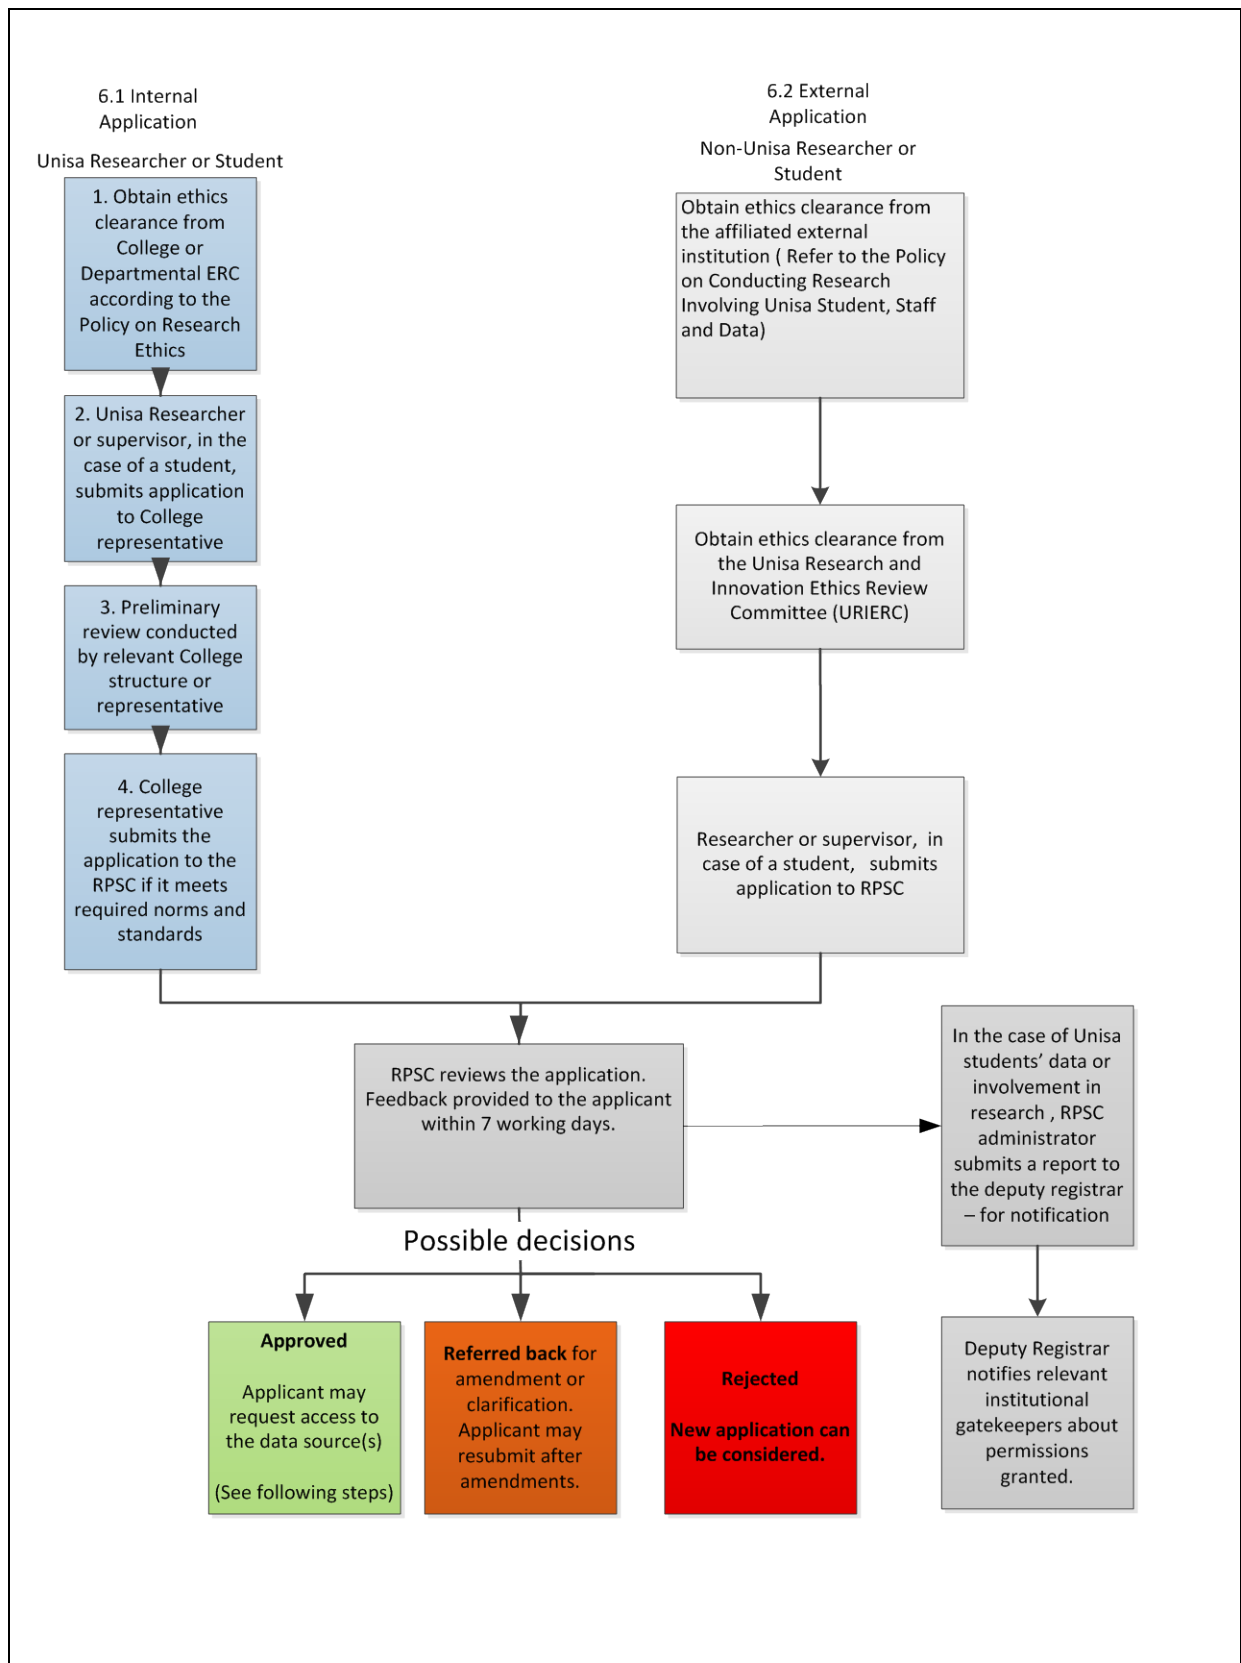 6.1 Internal
Application
Unisa Researcher or Student
1. Obtain ethics
clearance from
College or
Departmental ERC
according to the
Policy on Research
Ethics
2. Unisa Researcher
or supervisor, in the
case of a student,
submits application
to College
representative
3. Preliminary
review conducted
by relevant College
structure or
representative
4. College
representative
submits the
application to the
RPSC if it meets
required norms and
standards
6.2 External
Application
Non-Unisa Researcher or
Student
Obtain ethics clearance from
the affiliated external
institution ( Refer to the Policy
on Conducting Research
Involving Unisa Student, Staff
and Data)
Obtain ethics clearance from
the Unisa Research and
Innovation Ethics Review
Committee (URIERC)
Researcher or supervisor, in
case of a student, submits
application to RPSC
RPSC reviews the application.
Feedback provided to the applicant
within 7 working days.
In the case of Unisa
students’ data or
involvement in
research , RPSC
administrator
submits a report to
the deputy registrar
– for notification
Possible decisions
Approved
Applicant may
request access to
the data source(s)
(See following steps)
Referred back for
amendment or
clarification.
Applicant may
resubmit after
amendments.
Rejected
New application can
be considered.
Deputy Registrar
notifies relevant
institutional
gatekeepers about
permissions
granted.